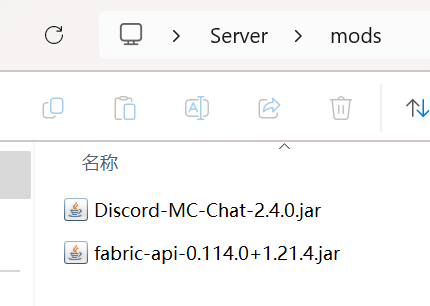 Server
mods
名称
Discord-MC-Chat-2.4.0.jar
fabric-api-0.114.0+1.21.4.jar